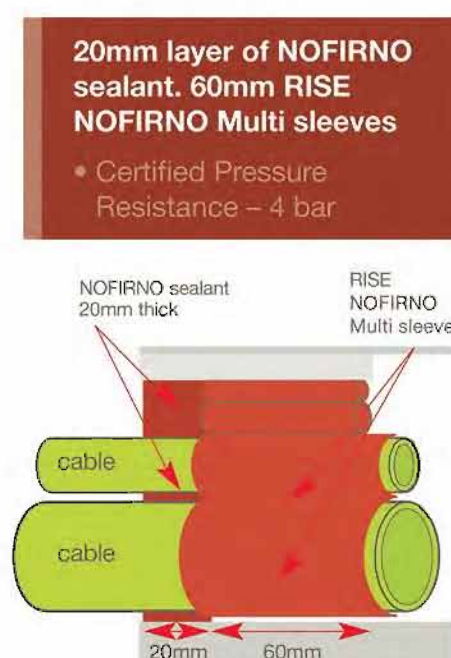 20mm layer of NOFIRNO
sealant. 60mm RISE
NOFIRNO Multi sleeves
• Certified Pressure
Resistance – 4 bar
NOFIRNO sealant
20mm thick
RISE
NOFIRNO
Multi sleeve
cable
cable
20mm
60mm